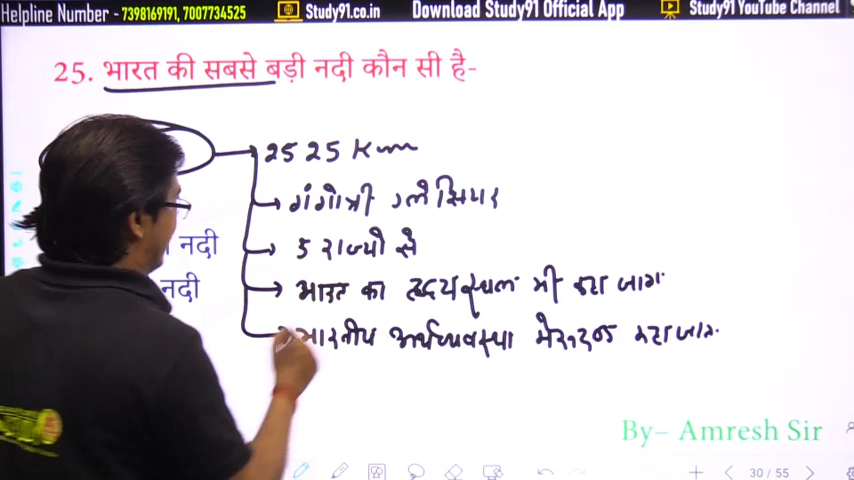 Helpline Number - 7398169191, 7007734525 Study91.co.in Download Study91 Official App Study91 YouTube Channel
25. भारत की सबसे बड़ी नदी कौन सी है-
2525 Km
गंगोत्री ग्लेसियर
5 राज्यो से
नदी
भारत का हृदयस्थल भी कहा जाता
नदी
भारतीय अर्थव्यवस्था मेरुदण्ड कहा जाता
By– Amresh Sir
30 / 55